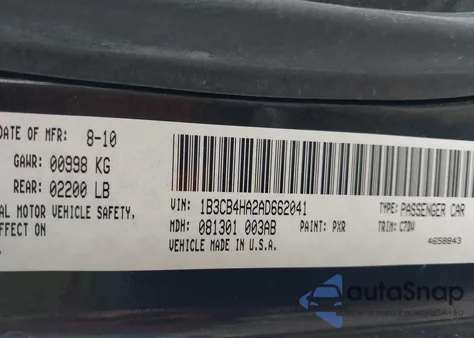 DATE OF MFR: 8-10
GAWR: 00998 KG
REAR: 02200 LB
AL MOTOR VEHICLE SAFETY,
E ON
.
VIN: 1B3CB4HA2AD662041
TYPE: PASSENGER CAR
MDH: 081301 003AB
PAINT: PXR
TRIM: C7DV
VEHICLE MADE IN U.S.A.
4658843
autoSnap